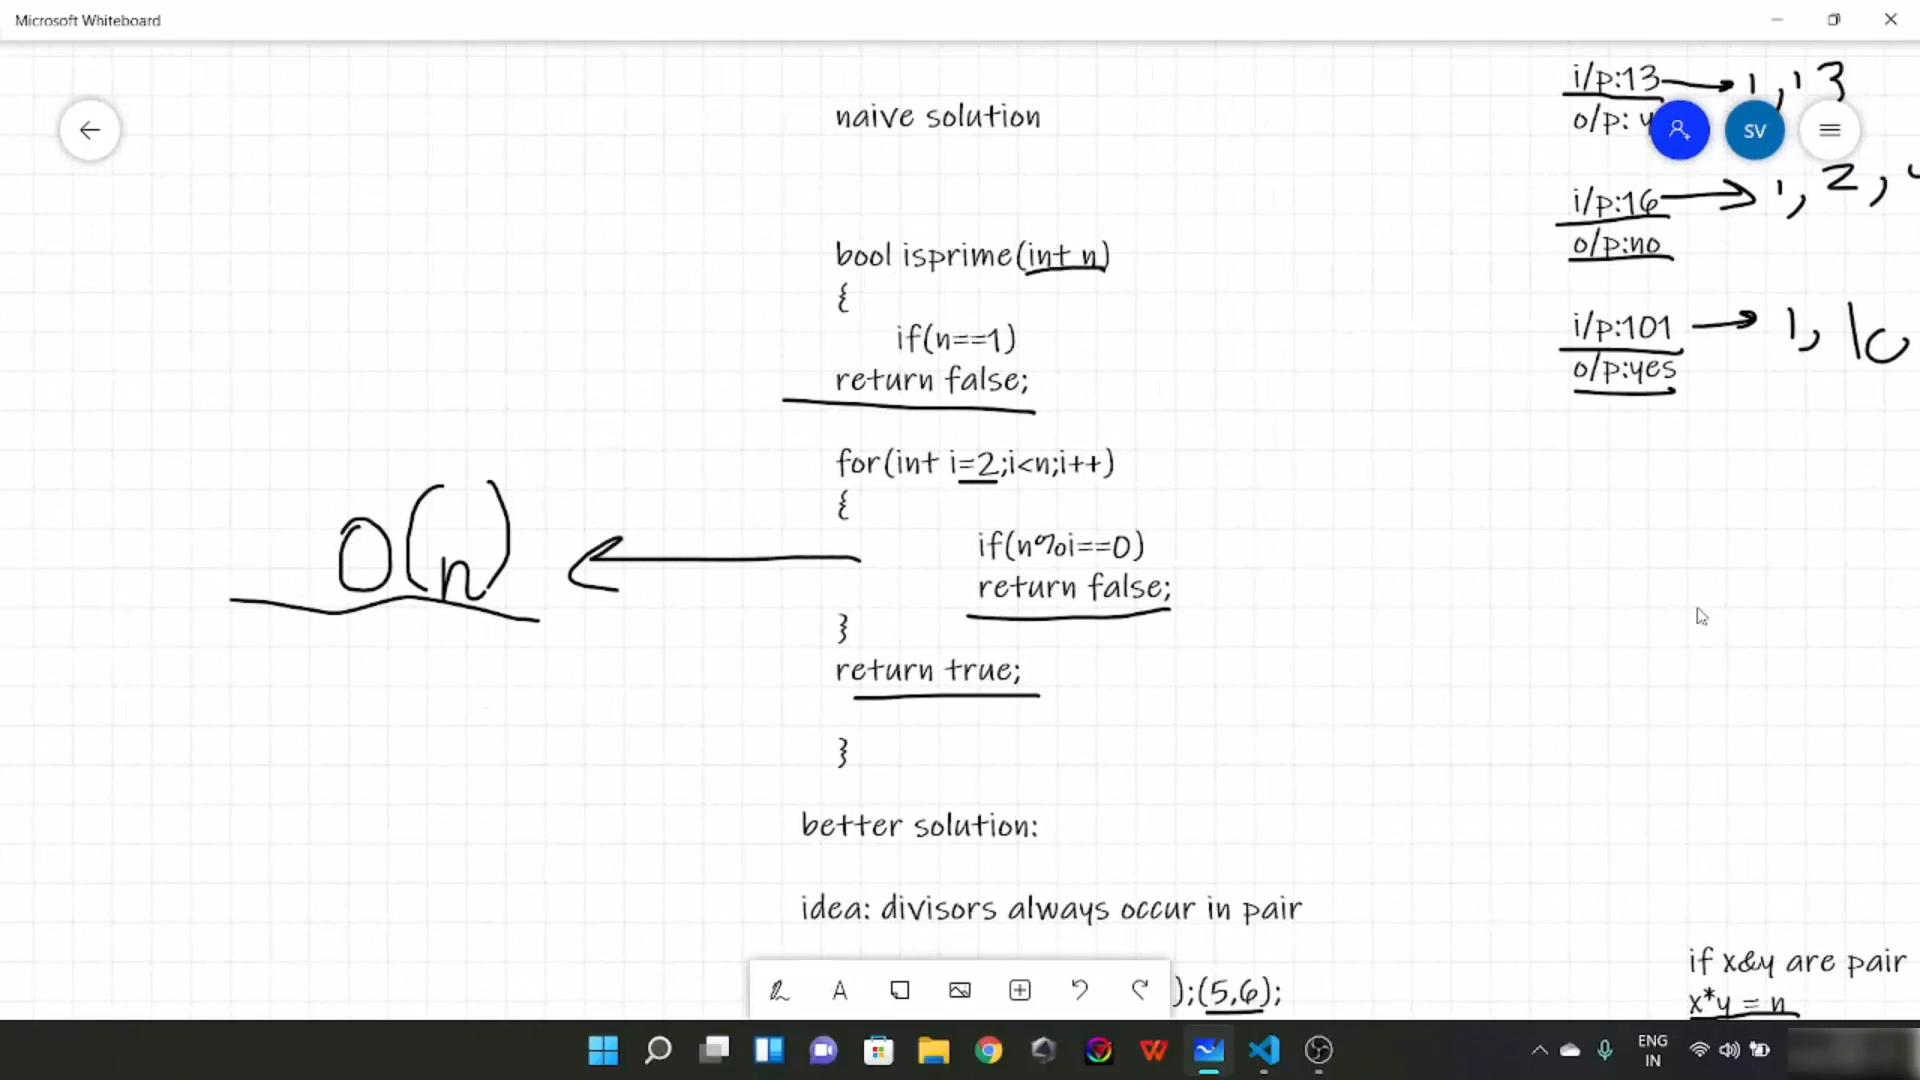 Microsoft Whiteboard
naive solution
bool isprime(int n)
{
if(n==1)
return false;
for(int i=2;i<n;i++)
{
if(n%i==0)
return false;
}
return true;
}
O(n)
better solution:
idea: divisors always occur in pair
);(5,6);
i/p:13 → 1, 13
o/p: y
SV
i/p:16 → 1, 2,
o/p:no
i/p:101 → 1, 10
o/p:yes
if x&y are pair
x*y = n
A
ENG
IN